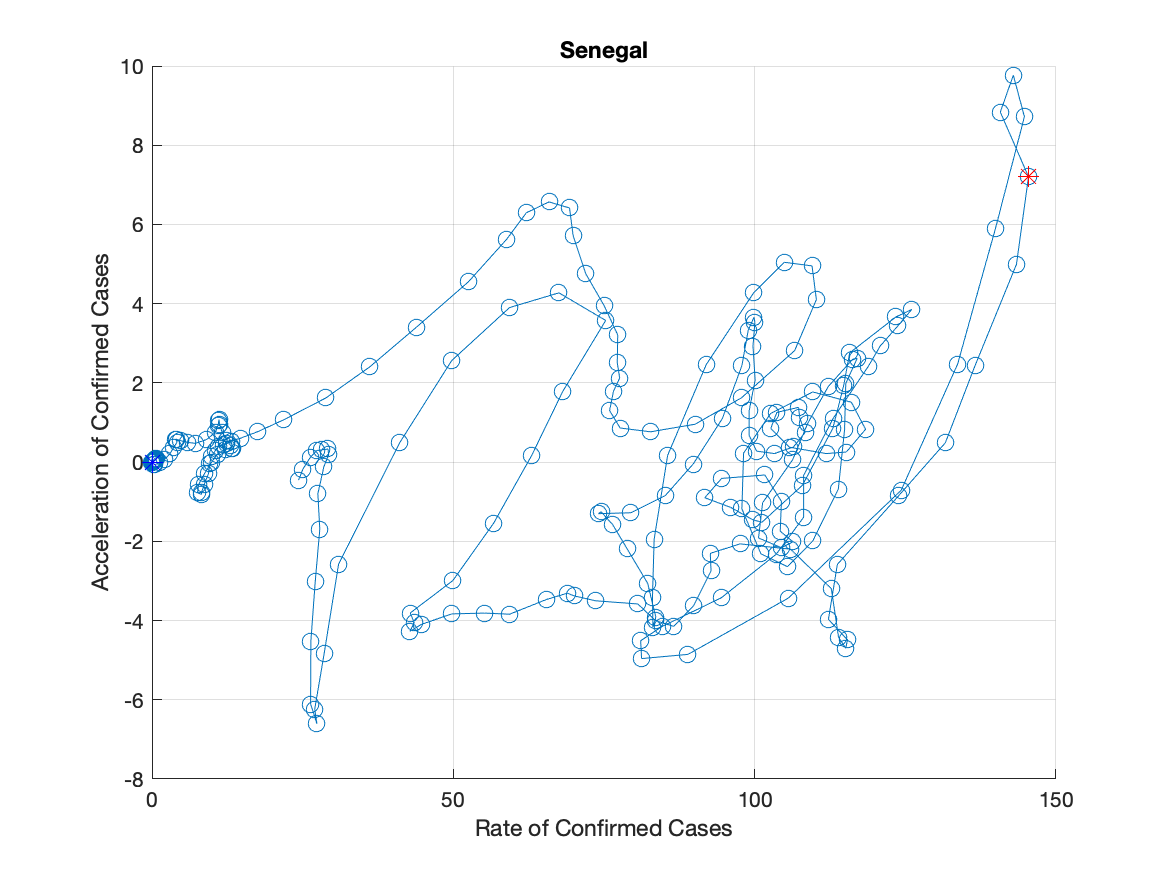 Senegal
10
8
6
4
2
0
-2
-4
-6
-8
0 50 100 150
Acceleration of Confirmed Cases
Rate of Confirmed Cases